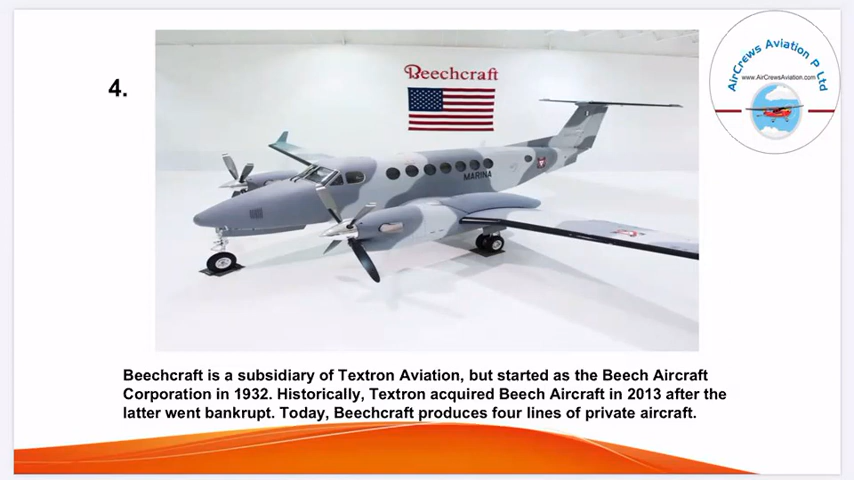 4.
Beechcraft
MARINA
AirCrews Aviation P Ltd
www.AirCrewsAviation.com
Beechcraft is a subsidiary of Textron Aviation, but started as the Beech Aircraft
Corporation in 1932. Historically, Textron acquired Beech Aircraft in 2013 after the
latter went bankrupt. Today, Beechcraft produces four lines of private aircraft.